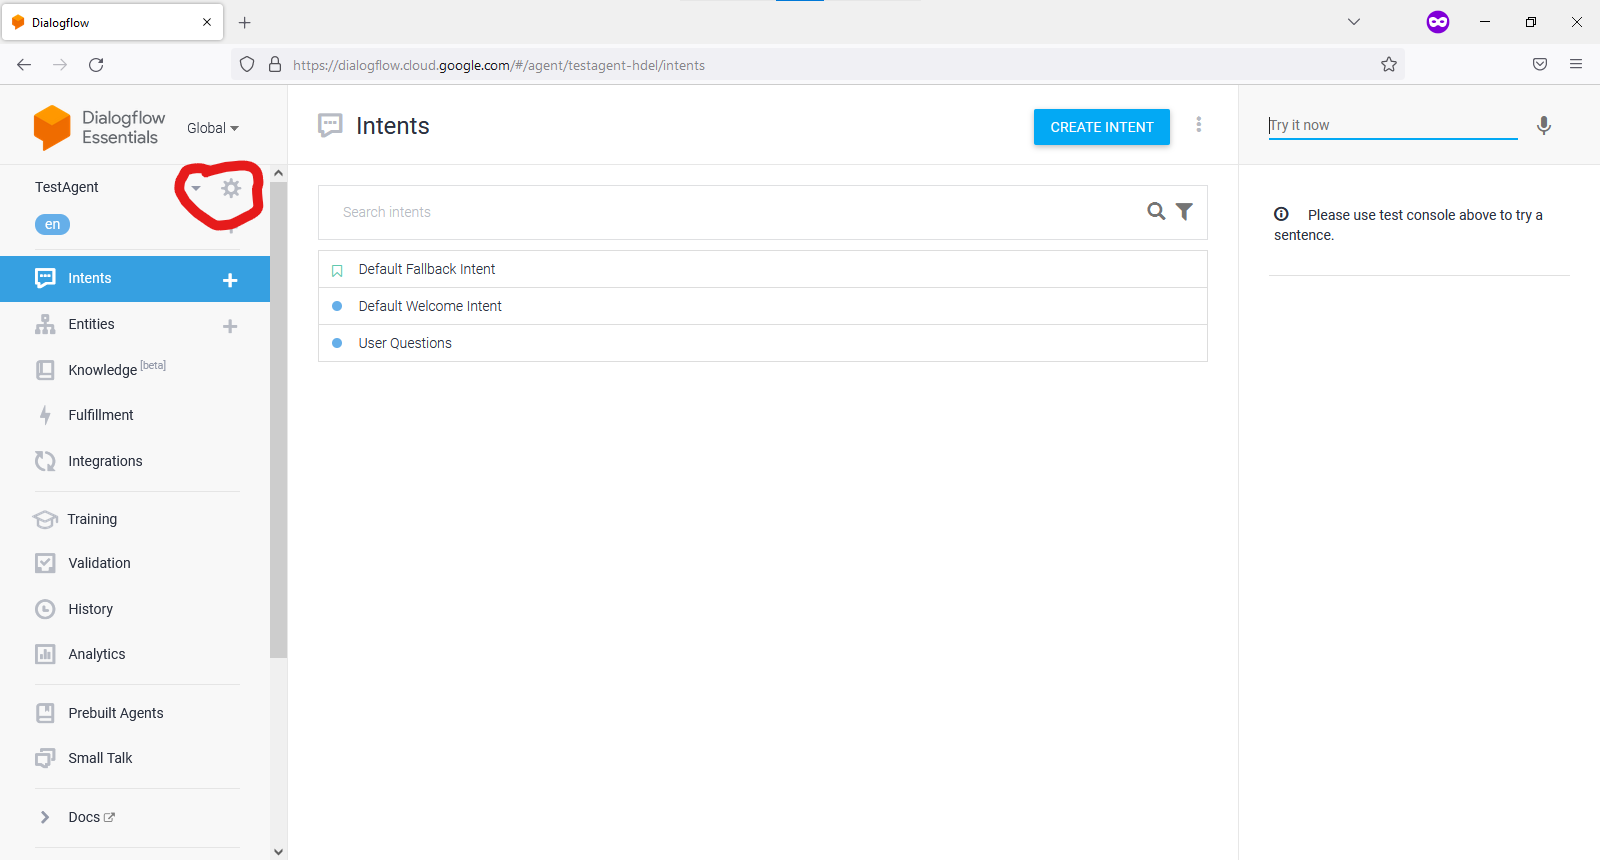 Dialogflow
https://dialogflow.cloud.google.com/#/agent/testagent-hdel/intents
Dialogflow
Essentials
Global
TestAgent
en
Intents
Entities
Knowledge [beta]
Fulfillment
Integrations
Training
Validation
History
Analytics
Prebuilt Agents
Small Talk
Docs
Intents
CREATE INTENT
Search intents
Default Fallback Intent
Default Welcome Intent
User Questions
Try it now
Please use test console above to try a
sentence.